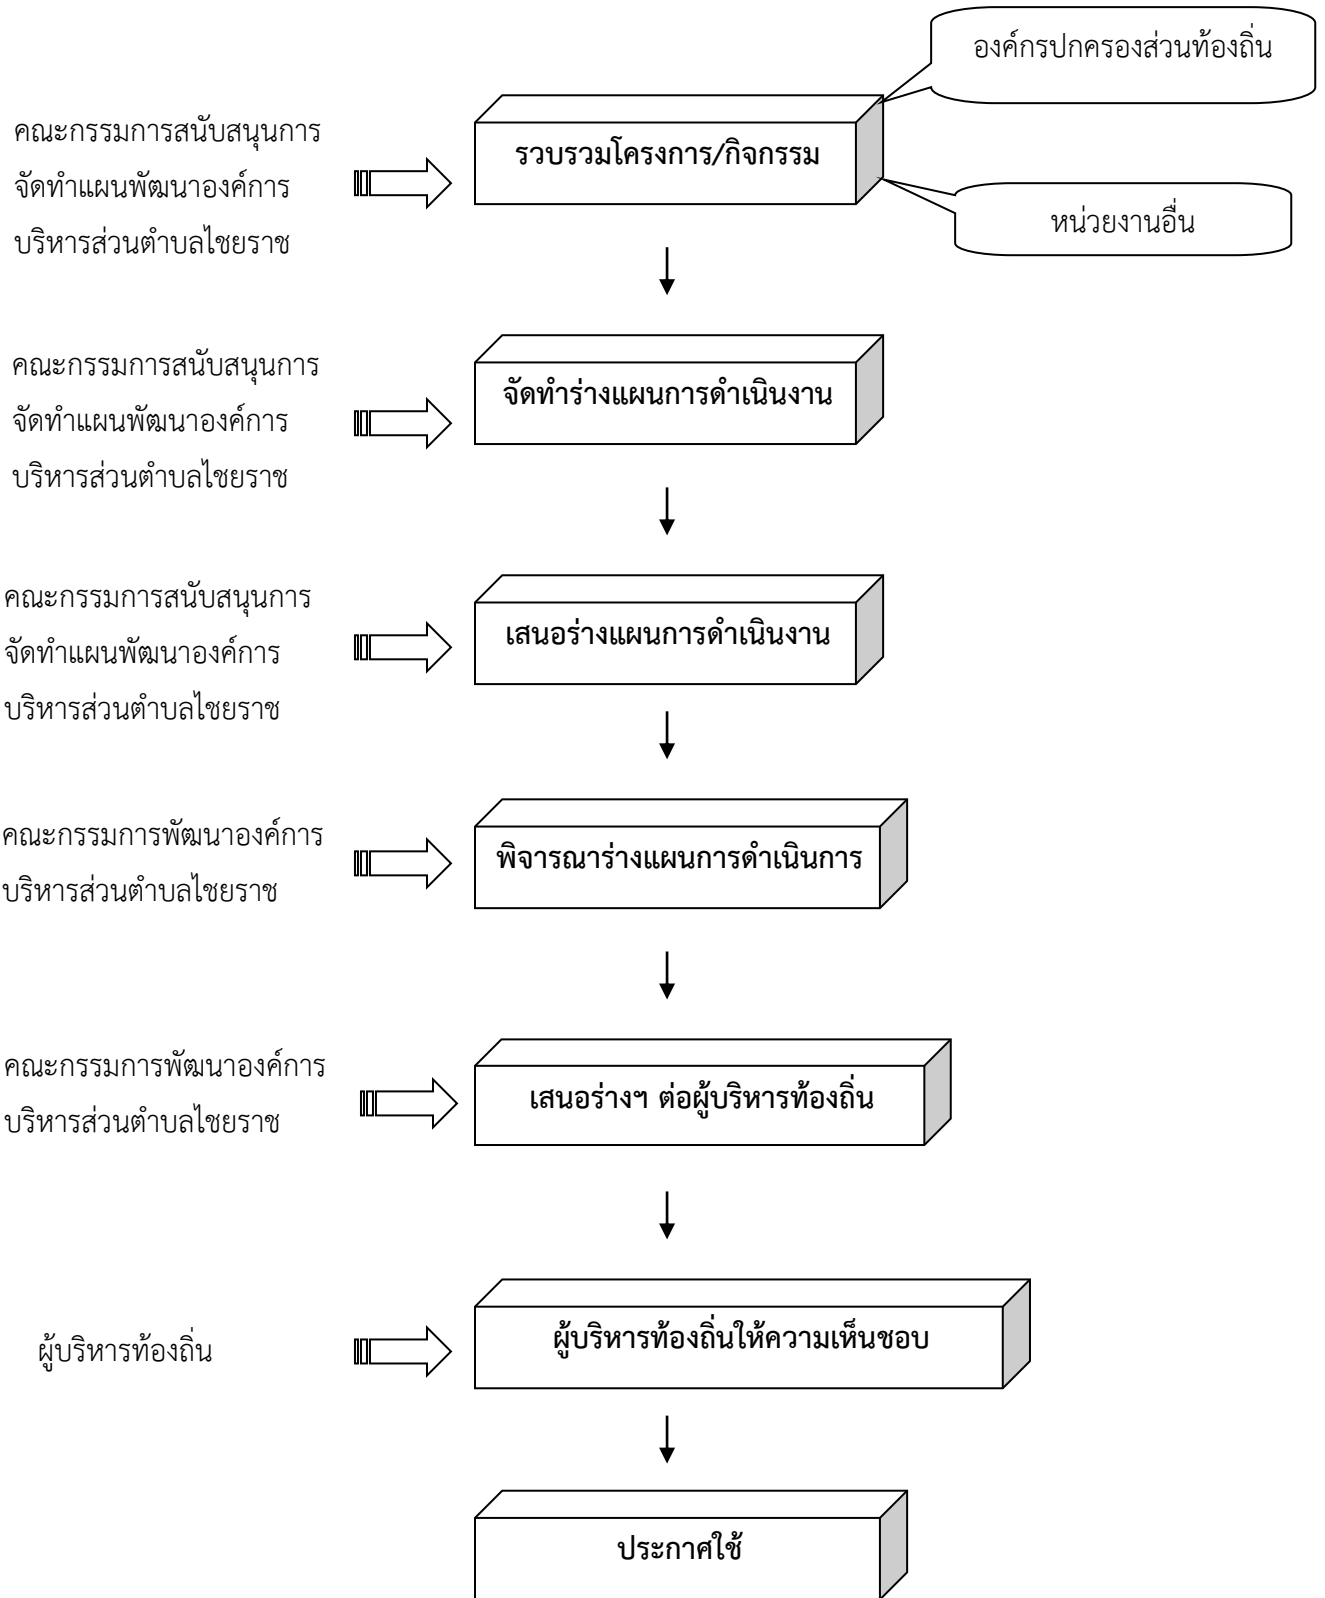 องค์กรปกครองส่วนท้องถิ่น
คณะกรรมการสนับสนุนการ
จัดทำแผนพัฒนาองค์การ
บริหารส่วนตำบลไชยราช
รวบรวมโครงการ/กิจกรรม
หน่วยงานอื่น
คณะกรรมการสนับสนุนการ
จัดทำแผนพัฒนาองค์การ
บริหารส่วนตำบลไชยราช
จัดทำร่างแผนการดำเนินงาน
คณะกรรมการสนับสนุนการ
จัดทำแผนพัฒนาองค์การ
บริหารส่วนตำบลไชยราช
เสนอร่างแผนการดำเนินงาน
คณะกรรมการพัฒนาองค์การ
บริหารส่วนตำบลไชยราช
พิจารณาร่างแผนการดำเนินการ
คณะกรรมการพัฒนาองค์การ
บริหารส่วนตำบลไชยราช
เสนอร่างฯ ต่อผู้บริหารท้องถิ่น
ผู้บริหารท้องถิ่น
ผู้บริหารท้องถิ่นให้ความเห็นชอบ
ประกาศใช้